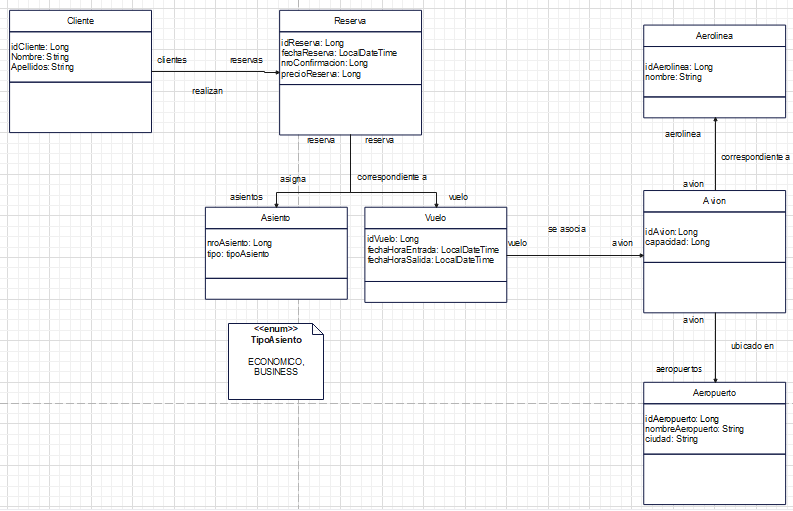 Cliente
idCliente: Long
Nombre: String
Apellidos: String
clientes
reservas
realizan
Reserva
idReserva: Long
fechaReserva: LocalDateTime
nroConfirmacion: Long
precioReserva: Long
reserva
reserva
asigna
correspondiente a
asientos
vuelo
Asiento
nroAsiento: Long
tipo: tipoAsiento
Vuelo
idVuelo: Long
fechaHoraEntrada: LocalDateTime
fechaHoraSalida: LocalDateTime
vuelo
se asocia
avion
<<enum>>
TipoAsiento
ECONOMICO,
BUSINESS
Aerolinea
idAerolinea: Long
nombre: String
aerolinea
correspondiente a
avion
Avion
idAvion: Long
capacidad: Long
avion
ubicado en
aeropuertos
Aeropuerto
idAeropuerto: Long
nombreAeropuerto: String
ciudad: String